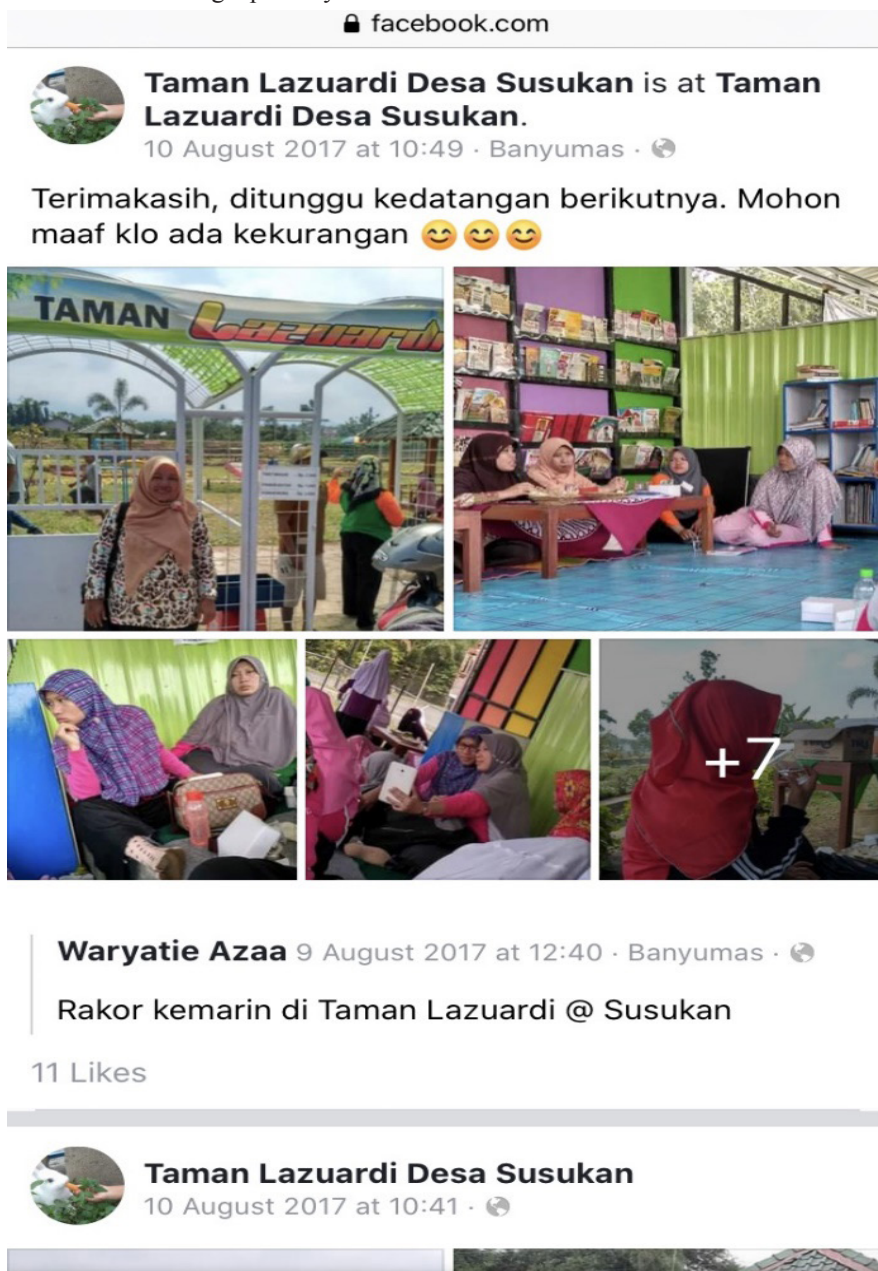 facebook.com
Taman Lazuardi Desa Susukan is at Taman
Lazuardi Desa Susukan.
10 August 2017 at 10:49 · Banyumas ·
Terimakasih, ditunggu kedatangan berikutnya. Mohon
maaf klo ada kekurangan 😊😊😊
TAMAN Lazuardi
+7
Waryatie Azaa 9 August 2017 at 12:40 · Banyumas ·
Rakor kemarin di Taman Lazuardi @ Susukan
11 Likes
Taman Lazuardi Desa Susukan
10 August 2017 at 10:41 ·